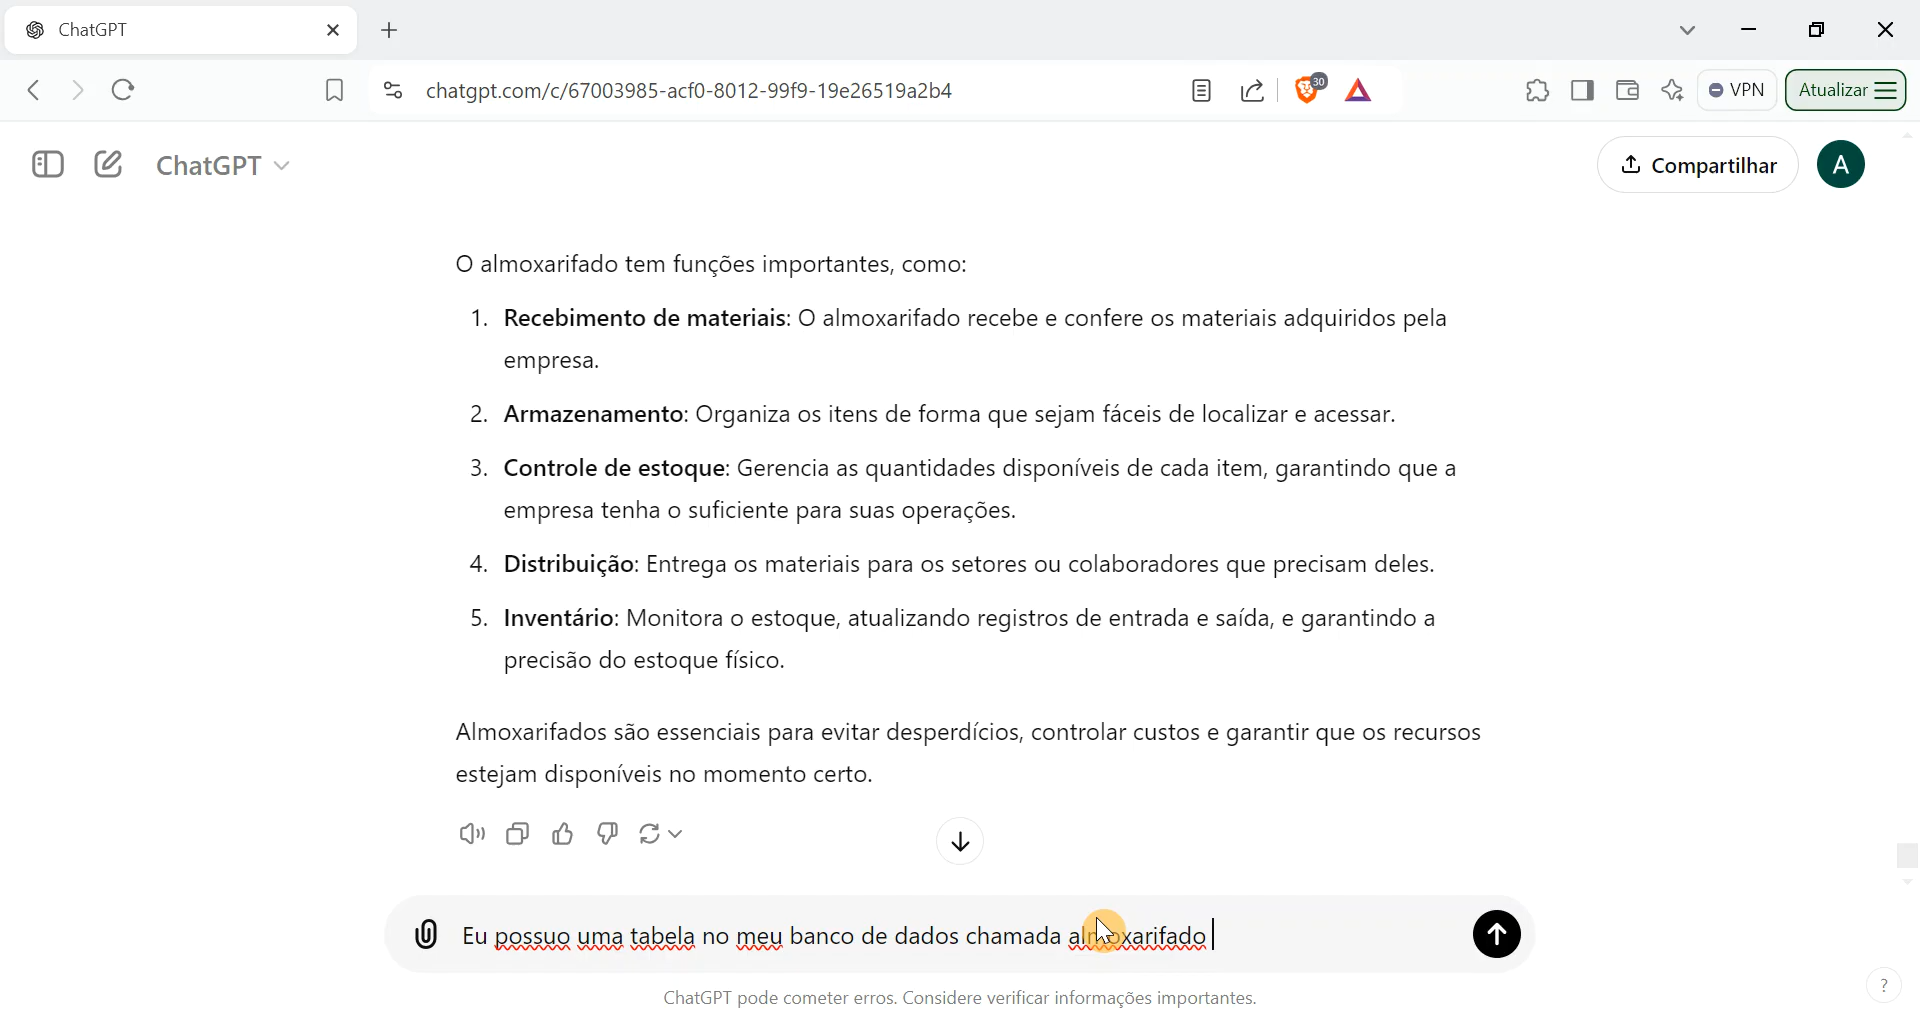 ChatGPT
chatgpt.com/c/67003985-acf0-8012-99f9-19e26519a2b4
30
VPN
Atualizar
ChatGPT
Compartilhar
A
O almoxarifado tem funções importantes, como:
1. Recebimento de materiais: O almoxarifado recebe e confere os materiais adquiridos pela
empresa.
2. Armazenamento: Organiza os itens de forma que sejam fáceis de localizar e acessar.
3. Controle de estoque: Gerencia as quantidades disponíveis de cada item, garantindo que a
empresa tenha o suficiente para suas operações.
4. Distribuição: Entrega os materiais para os setores ou colaboradores que precisam deles.
5. Inventário: Monitora o estoque, atualizando registros de entrada e saída, e garantindo a
precisão do estoque físico.
Almoxarifados são essenciais para evitar desperdícios, controlar custos e garantir que os recursos
estejam disponíveis no momento certo.
Eu possuo uma tabela no meu banco de dados chamada almoxarifado
ChatGPT pode cometer erros. Considere verificar informações importantes.
?